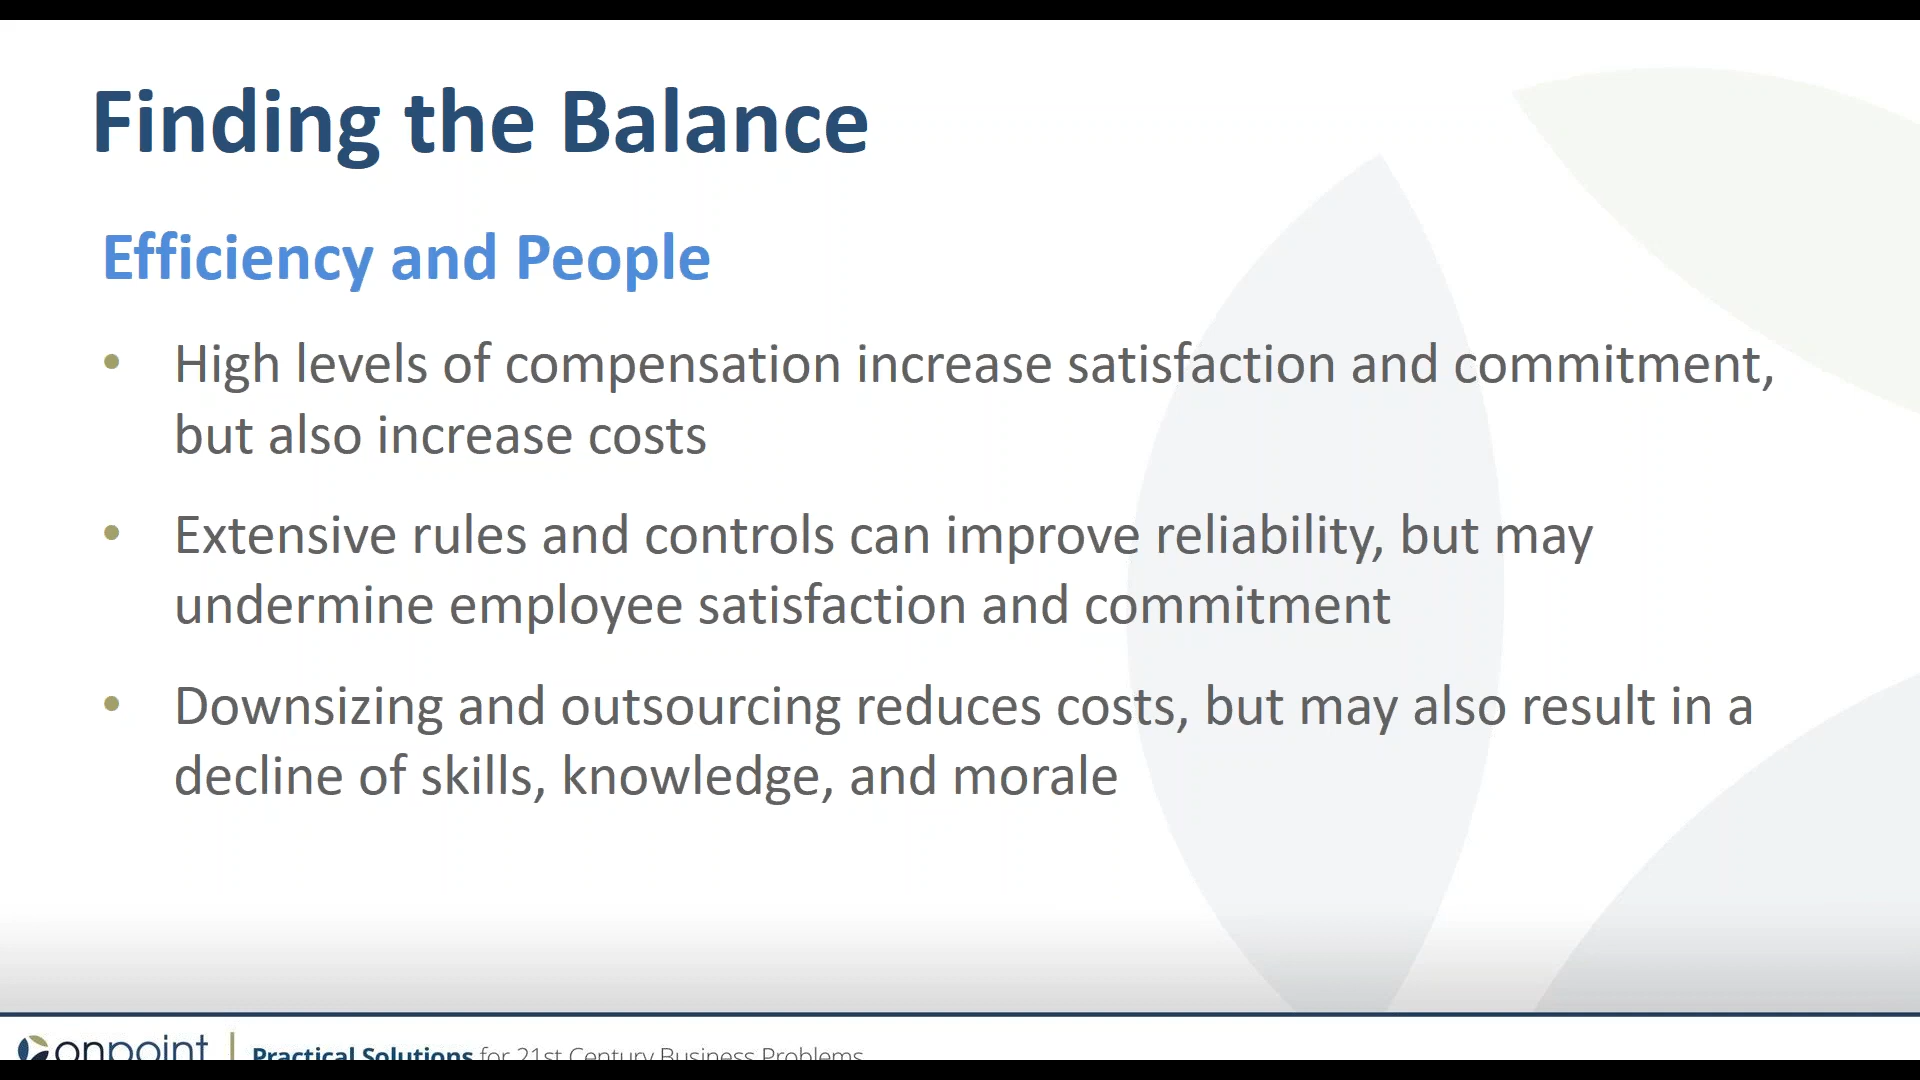 Finding the Balance
Efficiency and People
• High levels of compensation increase satisfaction and commitment,
but also increase costs
• Extensive rules and controls can improve reliability, but may
undermine employee satisfaction and commitment
• Downsizing and outsourcing reduces costs, but may also result in a
decline of skills, knowledge, and morale
onpoint | Practical Solutions for 21st Century Business Problems